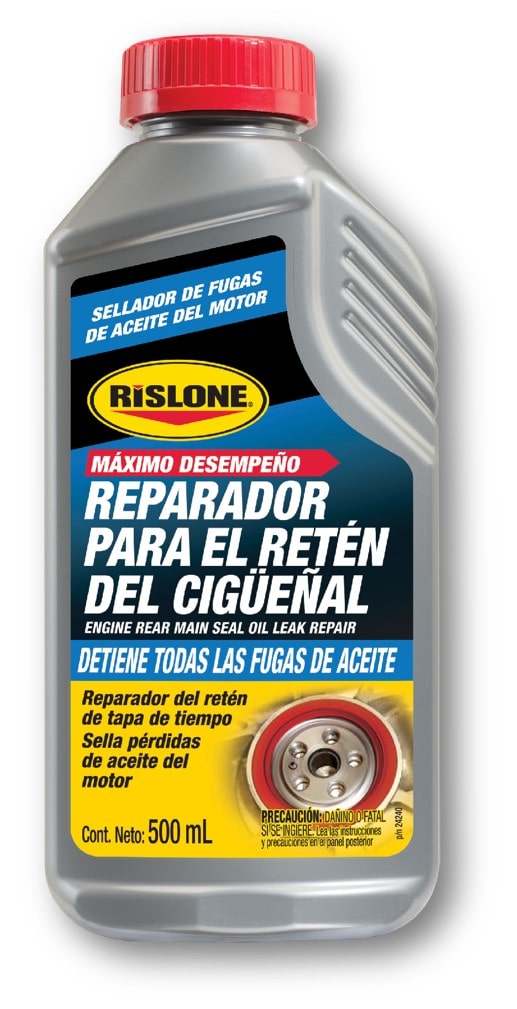 SELLADOR DE FUGAS
DE ACEITE DEL MOTOR
RiSLONE®
MÁXIMO DESEMPEÑO
REPARADOR
PARA EL RETÉN
DEL CIGÜEÑAL
ENGINE REAR MAIN SEAL OIL LEAK REPAIR
DETIENE TODAS LAS FUGAS DE ACEITE
Reparador del retén
de tapa de tiempo
Sella pérdidas
de aceite del
motor
Cont. Neto: 500 mL
PRECAUCIÓN: DAÑINO O FATAL
SI SE INGIERE. Lea las instrucciones
y precauciones en el panel posterior
p/n 24240